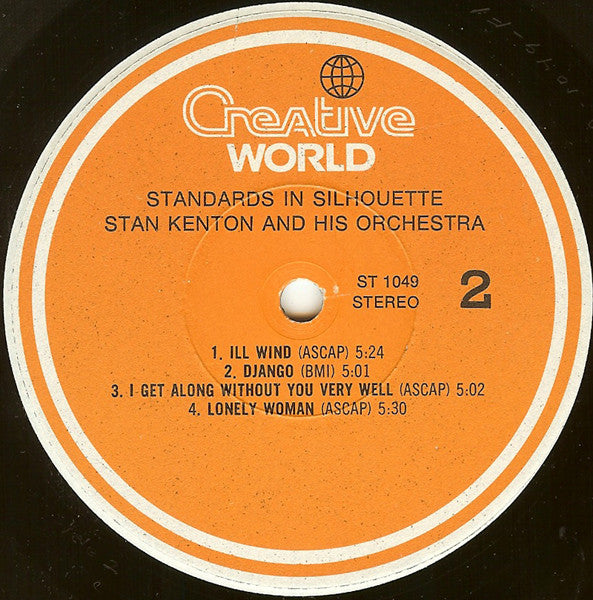 Creative
WORLD
STANDARDS IN SILHOUETTE
STAN KENTON AND HIS ORCHESTRA
ST 1049
STEREO
2
1. ILL WIND (ASCAP) 5:24
2. DJANGO (BMI) 5:01
3. I GET ALONG WITHOUT YOU VERY WELL (ASCAP) 5:02
4. LONELY WOMAN (ASCAP) 5:30